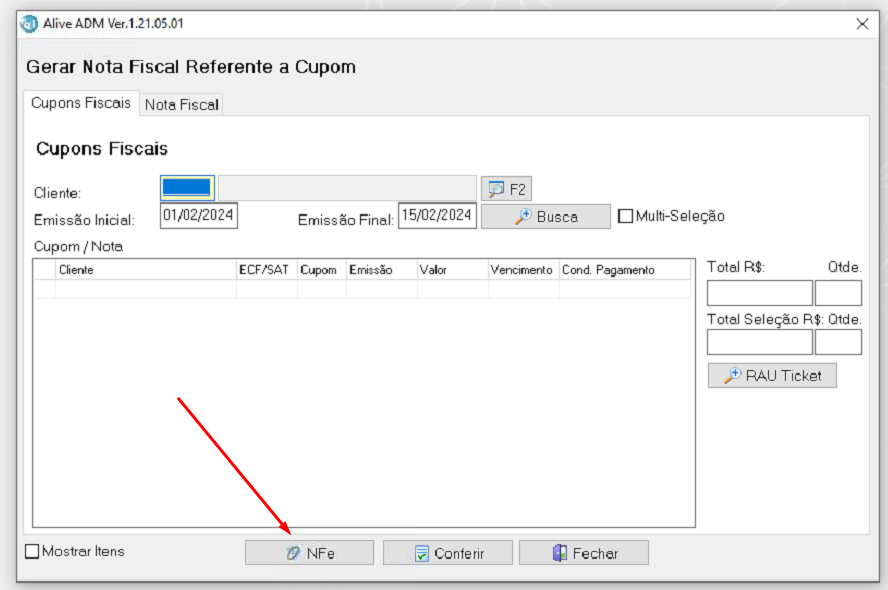 Alive ADM Ver.1.21.05.01
Gerar Nota Fiscal Referente a Cupom
Cupons Fiscais Nota Fiscal
Cupons Fiscais
Cliente: F2
Emissão Inicial: 01/02/2024 Emissão Final: 15/02/2024 Busca Multi-Seleção
Cupom / Nota
Cliente ECF/SAT Cupom Emissão Valor Vencimento Cond. Pagamento
Total R$: Qtde.
Total Seleção R$: Qtde.
RAU Ticket
Mostrar Itens NFe Conferir Fechar